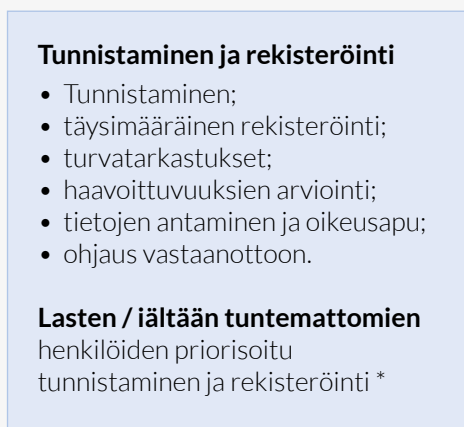 Tunnistaminen ja rekisteröinti
• Tunnistaminen;
• täysimääräinen rekisteröinti;
• turvatarkastukset;
• haavoittuvuuksien arviointi;
• tietojen antaminen ja oikeusapu;
• ohjaus vastaanottoon.
Lasten / iältään tuntemattomien
henkilöiden priorisoitu
tunnistaminen ja rekisteröinti *